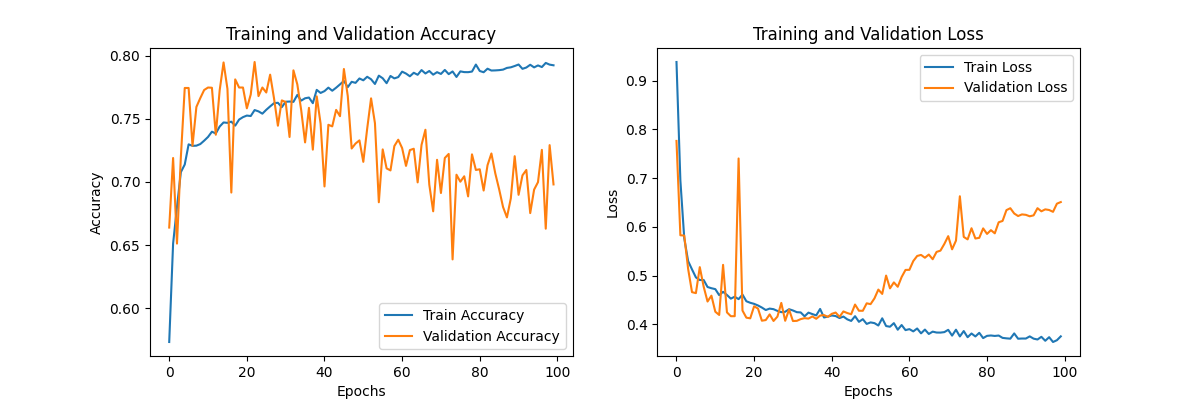 Training and Validation Accuracy
Accuracy
0.80
0.75
0.70
0.65
0.60
Train Accuracy
Validation Accuracy
0
20
40
60
80
100
Epochs
Training and Validation Loss
Loss
0.9
0.8
0.7
0.6
0.5
0.4
Train Loss
Validation Loss
0
20
40
60
80
100
Epochs